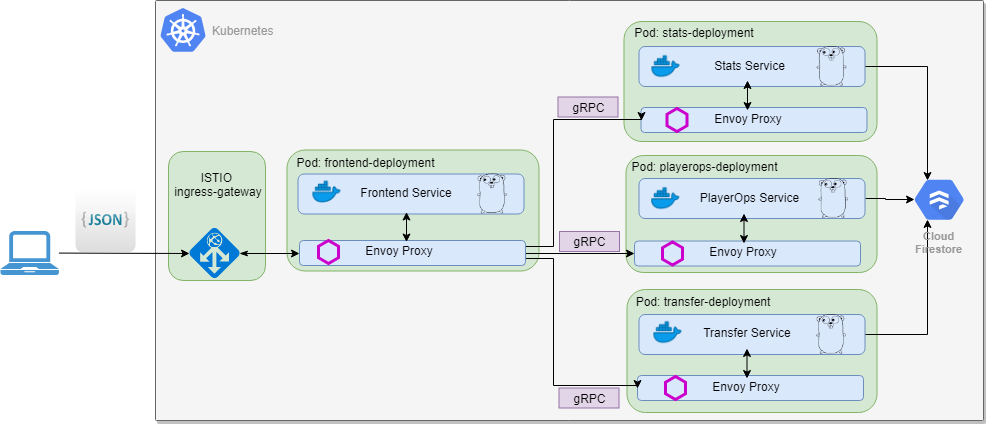 Kubernetes
Pod: stats-deployment
Stats Service
gRPC
Envoy Proxy
ISTIO
ingress-gateway
Pod: frontend-deployment
Frontend Service
Envoy Proxy
{JSON}
Pod: playerops-deployment
PlayerOps Service
gRPC
Envoy Proxy
Cloud
Firestore
Pod: transfer-deployment
Transfer Service
Envoy Proxy
gRPC